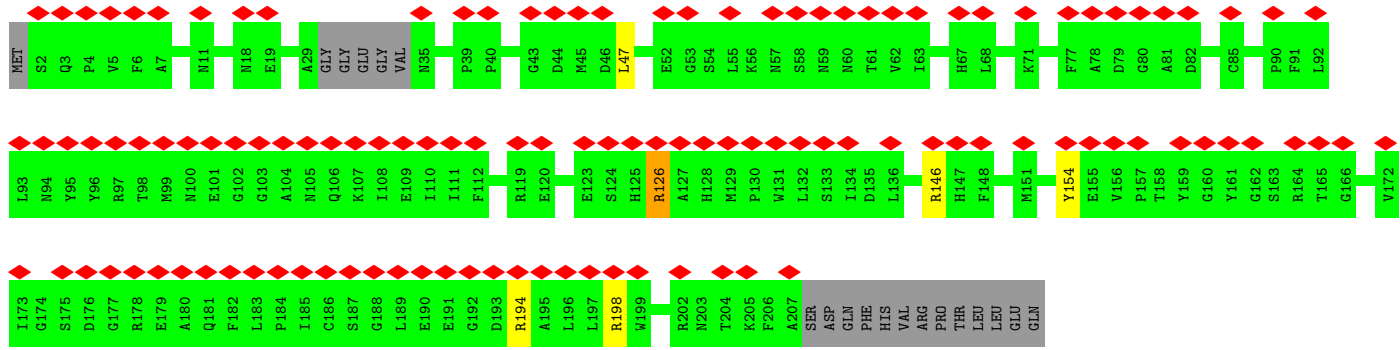 MET S2 Q3 P4 V5 F6 A7 N11 N18 E19 A29 GLY GLY GLU GLY VAL N35 P39 P40 G43 D44 M45 D46 L47 E52 G53 S54 L55 K56 N57 S58 N59 N60 T61 V62 I63 H67 L68 K71 F77 A78 D79 G80 A81 D82 C85 P90 F91 L92
L93 N94 Y95 Y96 R97 T98 M99 N100 E101 G102 G103 A104 N105 Q106 K107 I108 E109 I110 I111 F112 R119 E120 E123 S124 H125 R126 A127 H128 M129 P130 W131 L132 S133 I134 D135 L136 R146 H147 F148 M151 Y154 E155 V156 P157 T158 Y159 G160 Y161 G162 S163 R164 T165 G166 V172
I173 G174 S175 D176 G177 R178 E179 A180 Q181 F182 L183 P184 I185 C186 S187 G188 L189 E190 E191 G192 D193 R194 A195 L196 L197 R198 W199 R202 N203 T204 K205 F206 A207 SER ASP GLN PHE HIS VAL ARG PRO THR LEU LEU GLU GLN